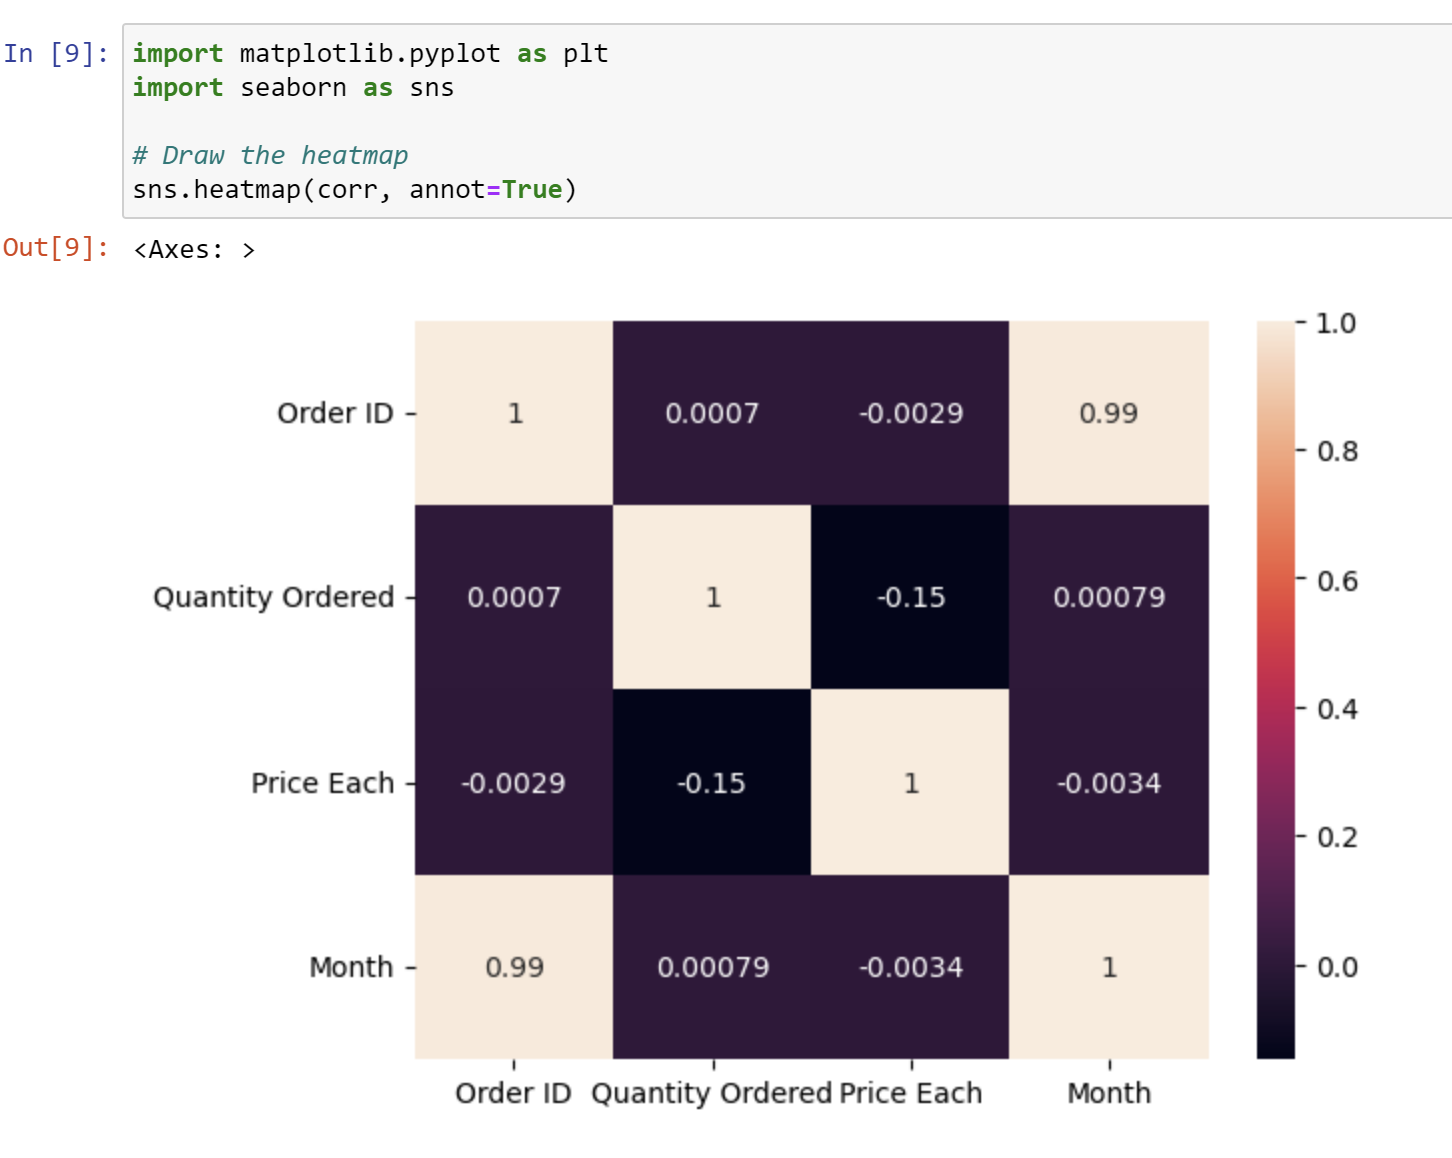 In [9]: import matplotlib.pyplot as plt
import seaborn as sns
# Draw the heatmap
sns.heatmap(corr, annot=True)
Out[9]: <Axes: >
Order ID 1 0.0007 -0.0029 0.99
Quantity Ordered 0.0007 1 -0.15 0.00079
Price Each -0.0029 -0.15 1 -0.0034
Month 0.99 0.00079 -0.0034 1
Order ID Quantity Ordered Price Each Month
1.0
0.8
0.6
0.4
0.2
0.0